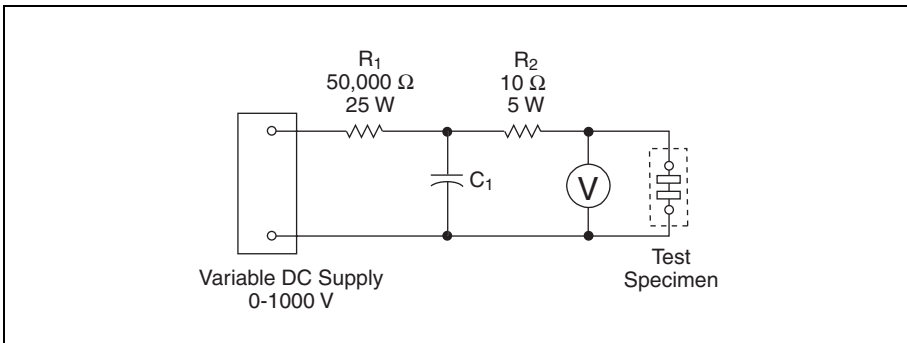 R1
50,000 Ω
25 W
R2
10 Ω
5 W
C1
V
Variable DC Supply
0-1000 V
Test
Specimen